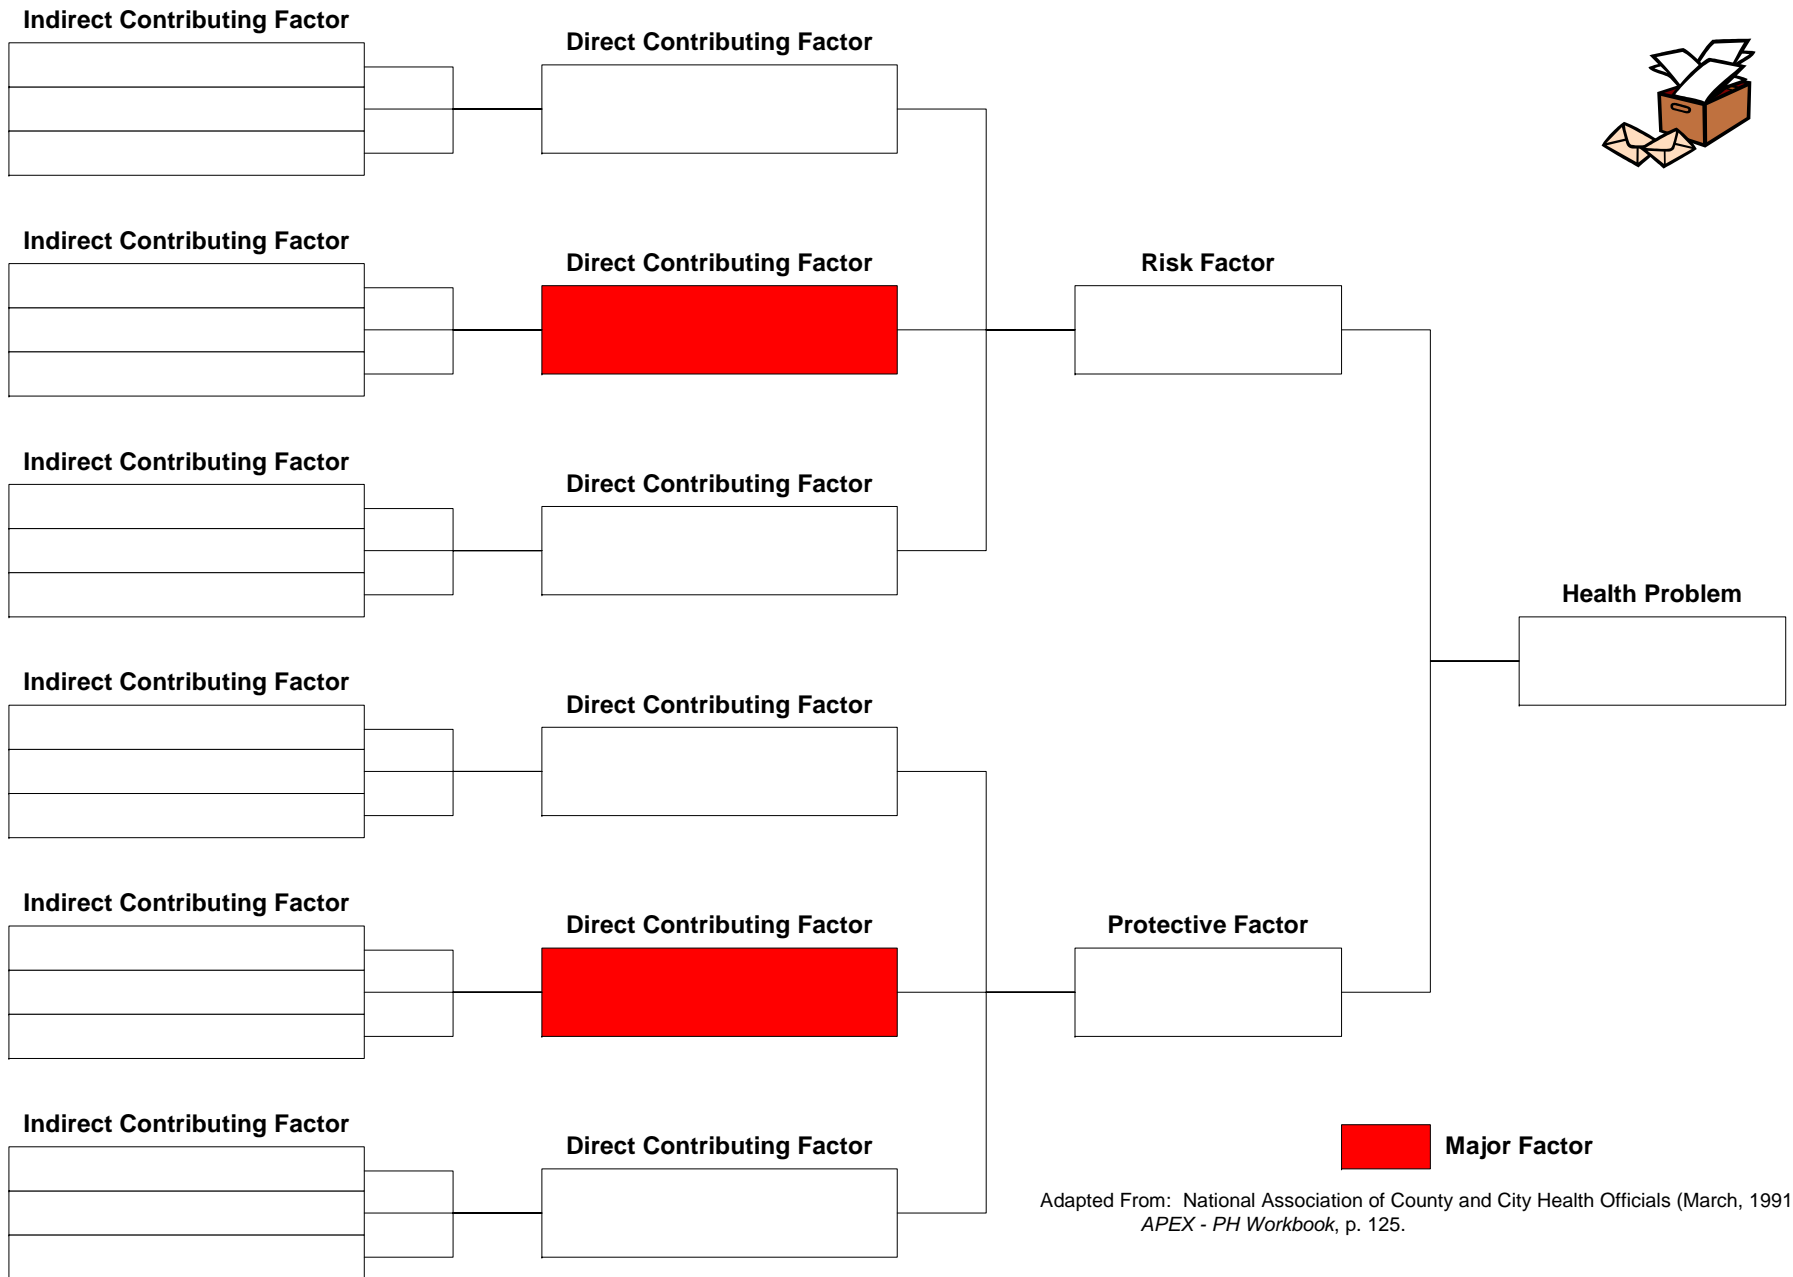 Indirect Contributing Factor
Direct Contributing Factor
Indirect Contributing Factor
Direct Contributing Factor
Risk Factor
Indirect Contributing Factor
Direct Contributing Factor
Health Problem
Indirect Contributing Factor
Direct Contributing Factor
Indirect Contributing Factor
Direct Contributing Factor
Protective Factor
Indirect Contributing Factor
Direct Contributing Factor
Major Factor
Adapted From:  National Association of County and City Health Officials (March, 1991
APEX - PH Workbook, p. 125.